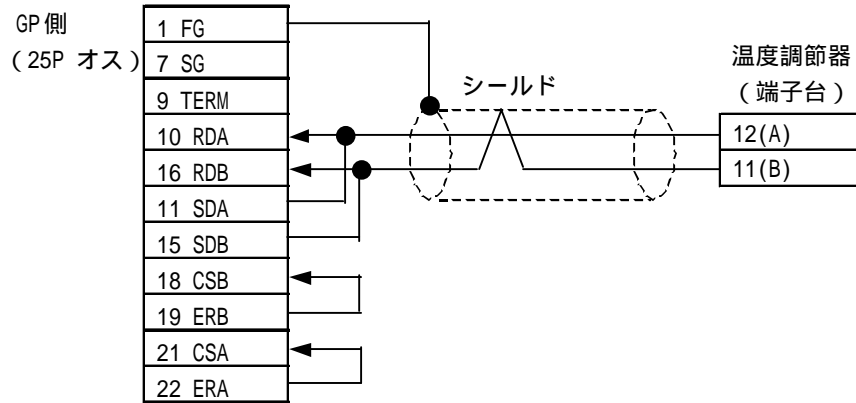 GP側
（25P オス）
1 FG
7 SG
9 TERM
10 RDA
16 RDB
11 SDA
15 SDB
18 CSB
19 ERB
21 CSA
22 ERA
シールド
温度調節器
（端子台）
12(A)
11(B)